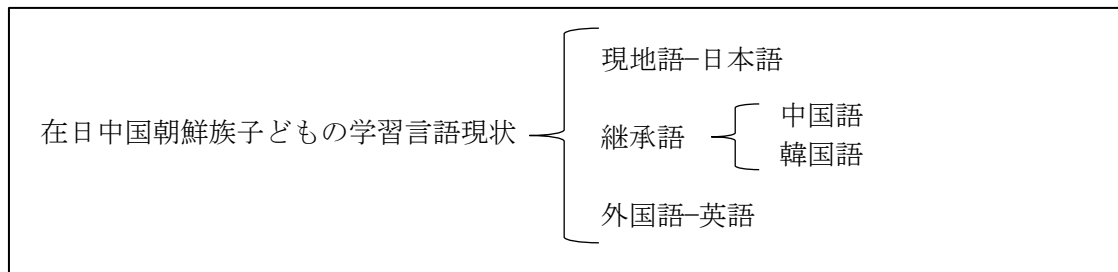 現地語–日本語
在日中国朝鮮族子どもの学習言語現状
継承語
中国語
韓国語
外国語–英語